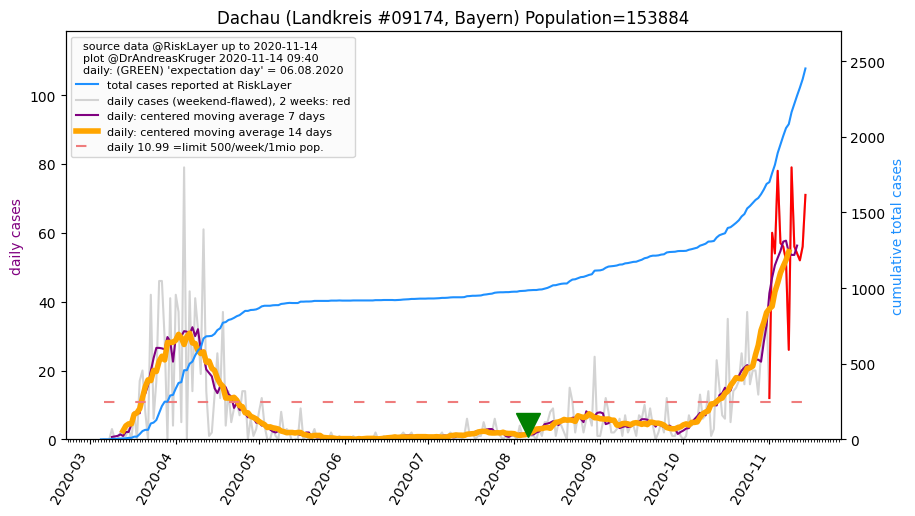 Dachau (Landkreis #09174, Bayern) Population=153884
source data @RiskLayer up to 2020-11-14
plot @DrAndreasKruger 2020-11-14 09:40
daily: (GREEN) 'expectation day' = 06.08.2020
total cases reported at RiskLayer
daily cases (weekend-flawed), 2 weeks: red
daily: centered moving average 7 days
daily: centered moving average 14 days
daily 10.99 =limit 500/week/1mio pop.
daily cases
100
80
60
40
20
0
2500
2000
1500
1000
500
0
cumulative total cases
2020-03
2020-04
2020-05
2020-06
2020-07
2020-08
2020-09
2020-10
2020-11